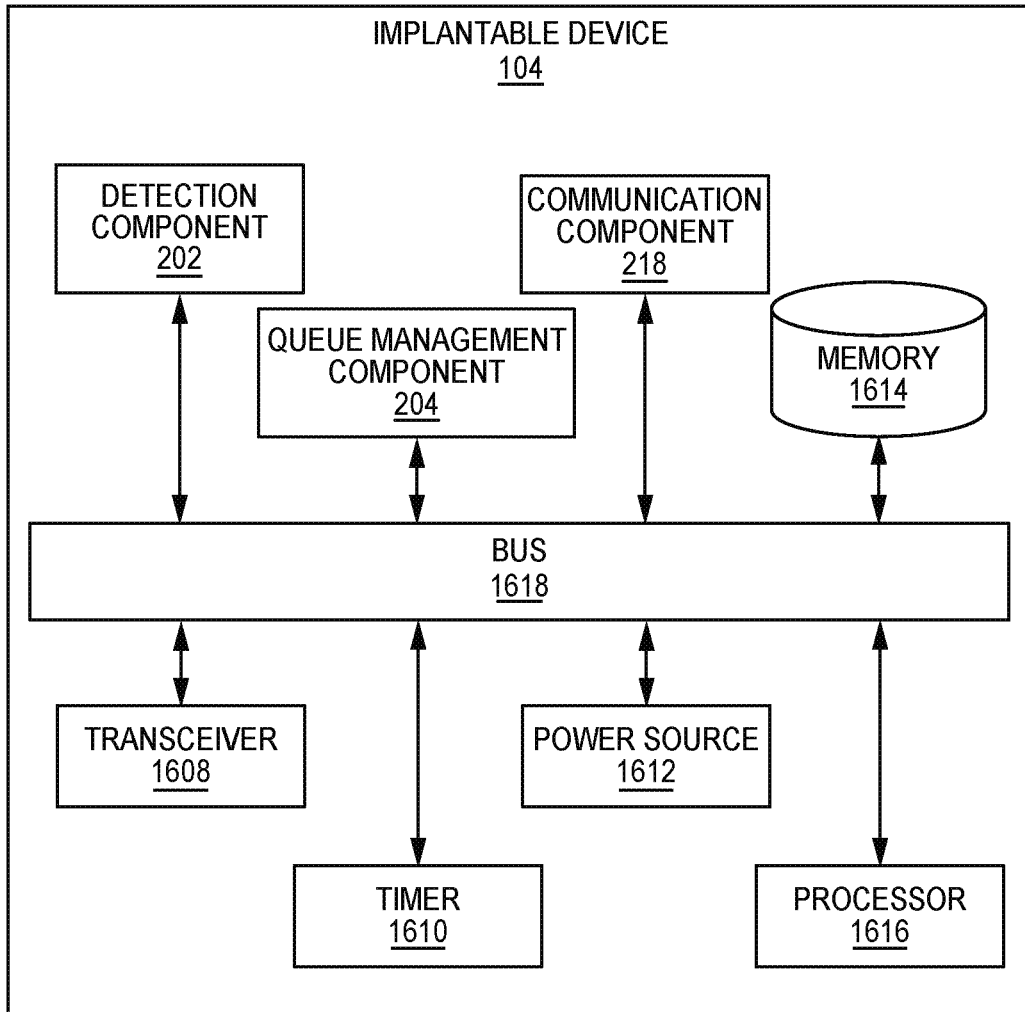 IMPLANTABLE DEVICE
104
DETECTION
COMPONENT
202
COMMUNICATION
COMPONENT
218
QUEUE MANAGEMENT
COMPONENT
204
MEMORY
1614
BUS
1618
TRANSCEIVER
1608
POWER SOURCE
1612
TIMER
1610
PROCESSOR
1616